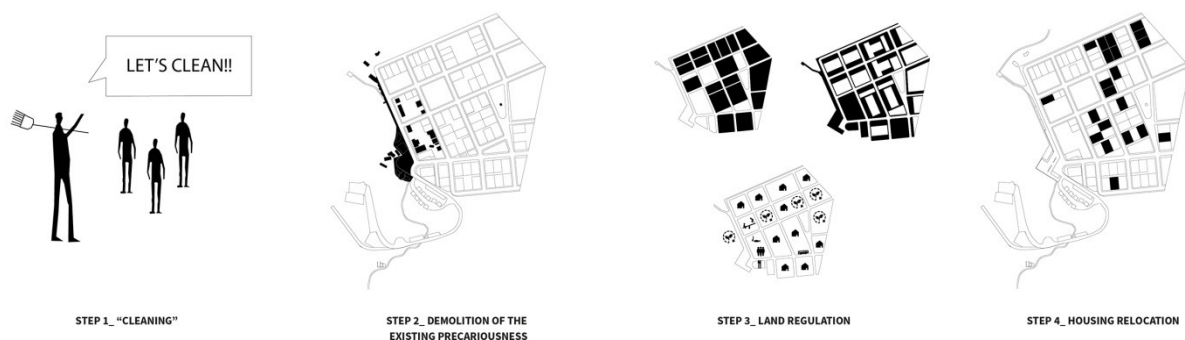 LET'S CLEAN!!
STEP 1_ “CLEANING”
STEP 2_ DEMOLITION OF THE
EXISTING PRECARIOUSNESS
STEP 3_ LAND REGULATION
STEP 4_ HOUSING RELOCATION